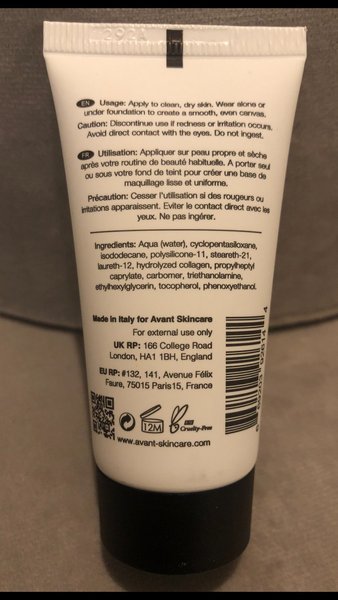 EN Usage: Apply to clean, dry skin. Wear alone or
under foundation to create a smooth, even canvas.
Caution: Discontinue use if redness or irritation occurs.
Avoid direct contact with the eyes. Do not ingest.
FR Utilisation: Appliquer sur peau propre et sèche
après votre routine de beauté habituelle. A porter seul
ou sous votre fond de teint pour créer une base de
maquillage lisse et uniforme.
Précaution: Cesser l'utilisation si des rougeurs ou
irritations apparaissent. Eviter le contact direct avec les
yeux. Ne pas ingérer.
Ingredients: Aqua (water), cyclopentasiloxane,
isododecane, polysilicone-11, steareth-21,
laureth-12, hydrolyzed collagen, propylheptyl
caprylate, carbomer, triethanolamine,
ethylhexylglycerin, tocopherol, phenoxyethanol.
Made in Italy for Avant Skincare
For external use only
UK RP: 166 College Road
London, HA1 1BH, England
EU RP: #132, 141, Avenue Félix
Faure, 75015 Paris15, France
12M
Cruelty-Free
www.avant-skincare.com